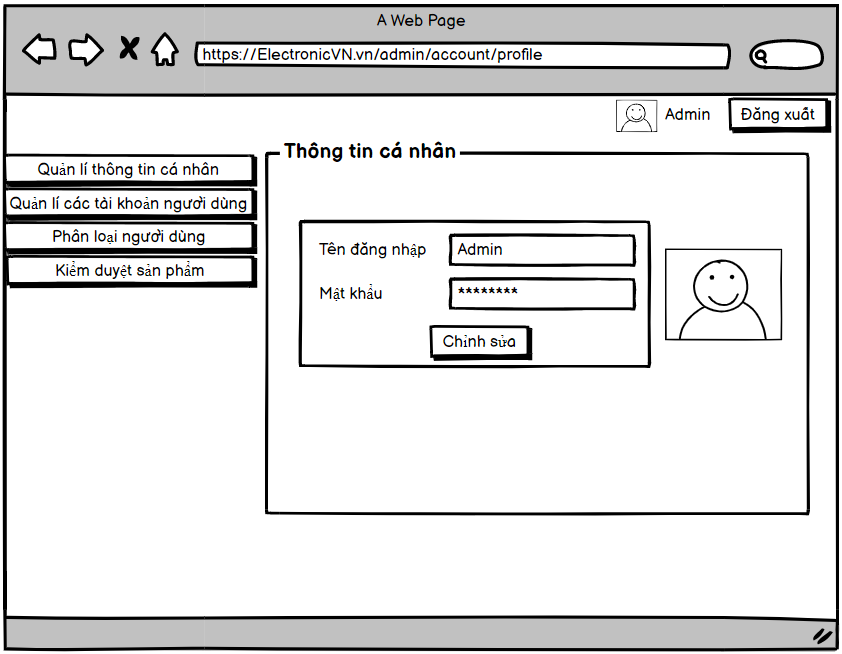 A Web Page
https://ElectronicVN.vn/admin/account/profile
Admin
Đăng xuất
Thông tin cá nhân
Quản lí thông tin cá nhân
Quản lí các tài khoản người dùng
Phân loại người dùng
Kiểm duyệt sản phẩm
Tên đăng nhập Admin
Mật khẩu ********
Chỉnh sửa